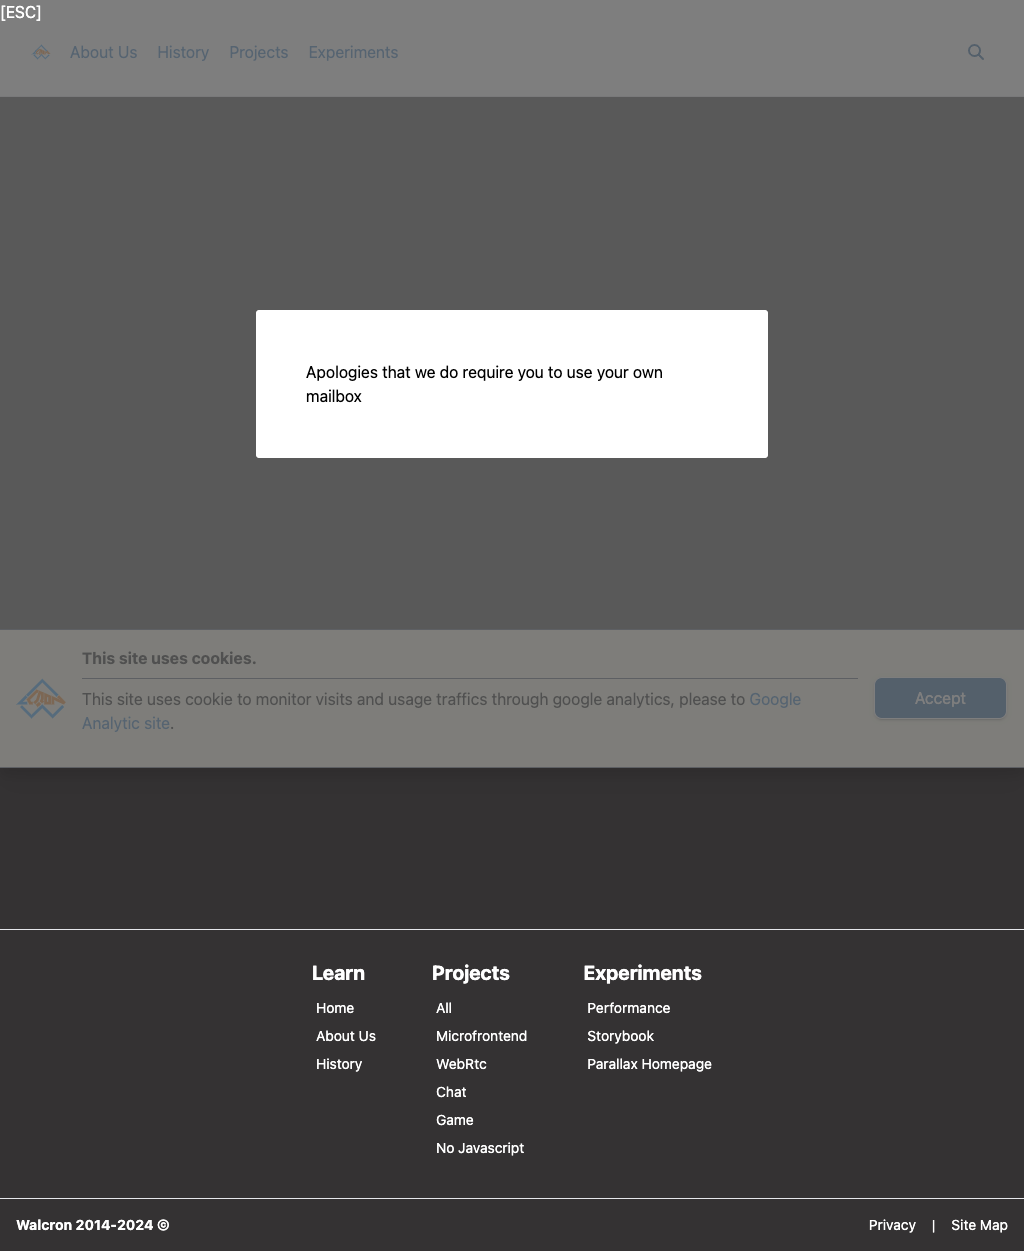 [ESC]
About Us History Projects Experiments
Apologies that we do require you to use your own
mailbox
This site uses cookies.
This site uses cookie to monitor visits and usage traffics through google analytics, please to Google
Analytic site.
Accept
Learn Projects Experiments
Home All Performance
About Us Microfrontend Storybook
History WebRtc Parallax Homepage
Chat
Game
No Javascript
Walcron 2014-2024 © Privacy | Site Map